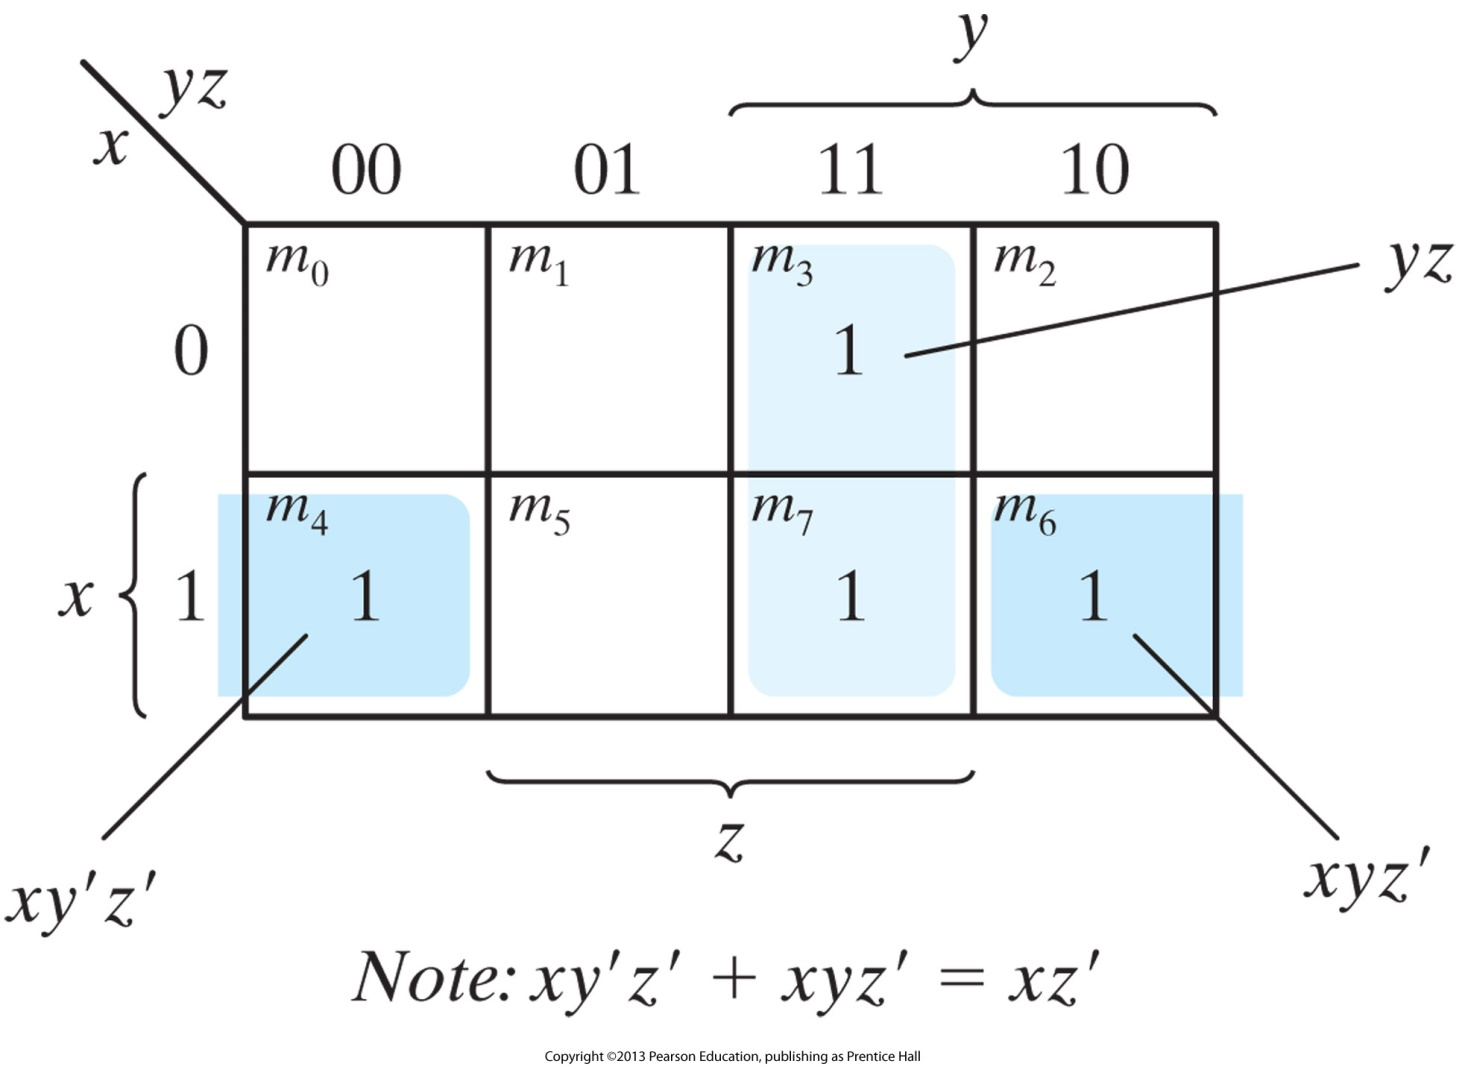 y
yz
x
00 01 11 10
m0 m1 m3 m2
yz
0 1
m4 m5 m7 m6
x 1 1 1 1
z
xy′z′ xyz′
Note: xy′z′ + xyz′ = xz′
Copyright ©2013 Pearson Education, publishing as Prentice Hall